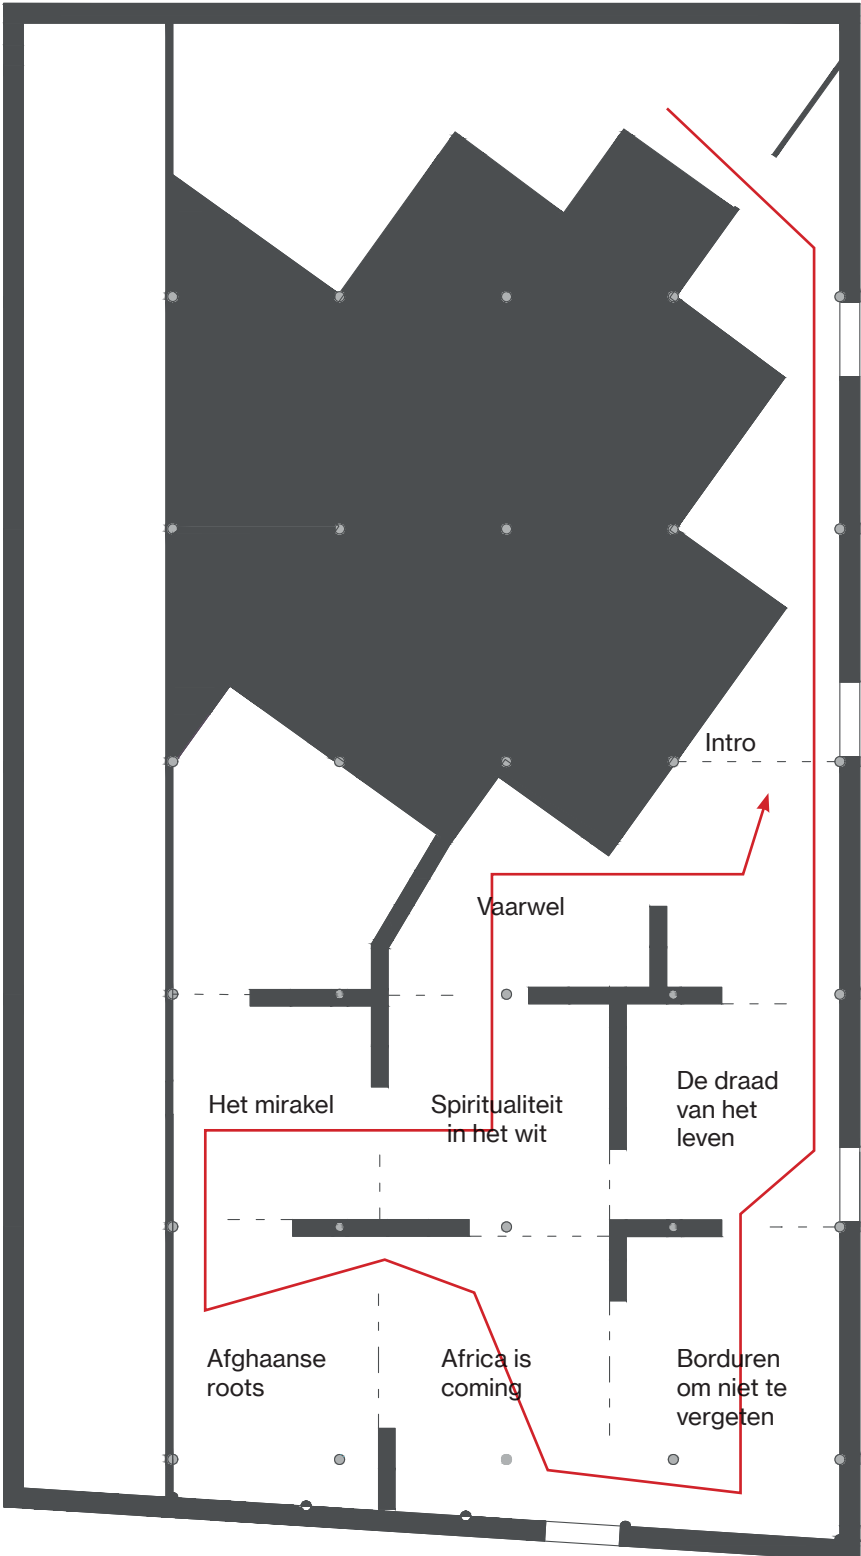 Intro
Vaarwel
De draad
van het
leven
Het mirakel
Spiritualiteit
in het wit
Afghaanse
roots
Africa is
coming
Borduren
om niet te
vergeten